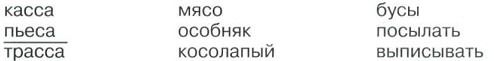 касса мясо бусы
пьеса особняк посылать
трасса косолапый выписывать